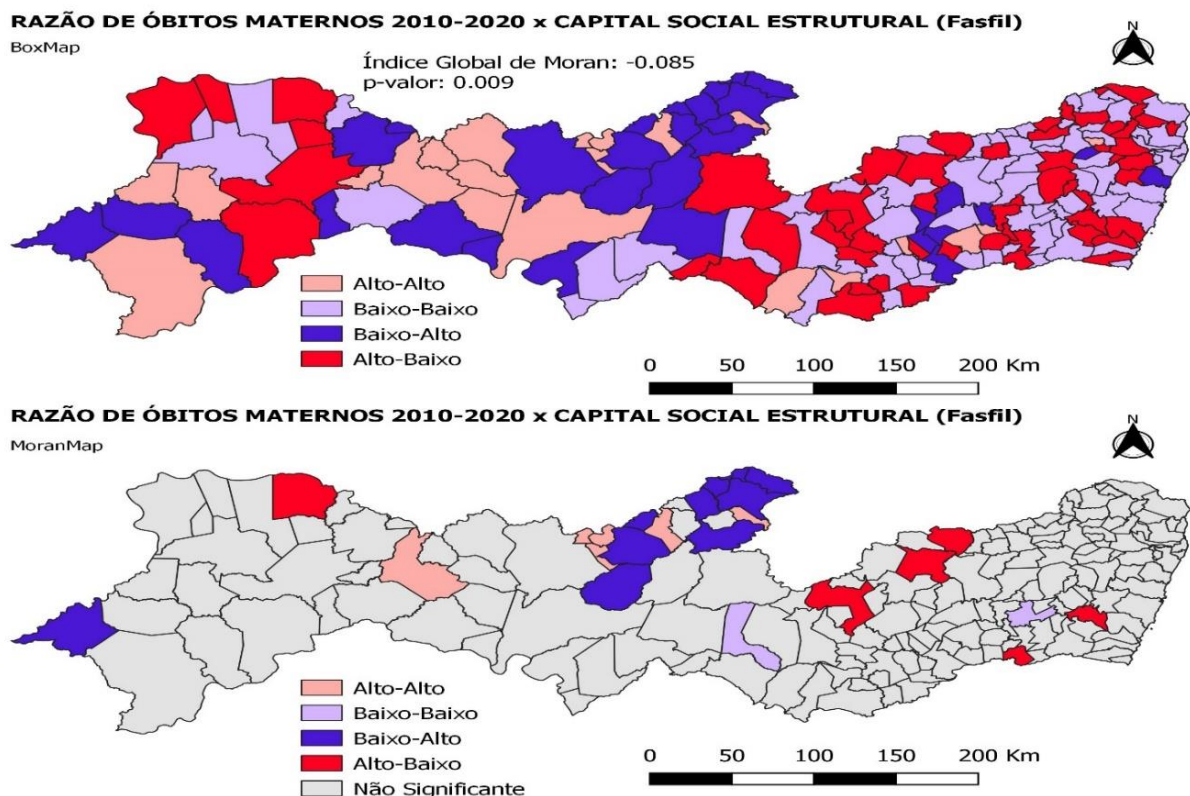 RAZÃO DE ÓBITOS MATERNOS 2010-2020 x CAPITAL SOCIAL ESTRUTURAL (Fasfil)
BoxMap
N
Índice Global de Moran: -0.085
p-valor: 0.009
Alto-Alto
Baixo-Baixo
Baixo-Alto
Alto-Baixo
0 50 100 150 200 Km
RAZÃO DE ÓBITOS MATERNOS 2010-2020 x CAPITAL SOCIAL ESTRUTURAL (Fasfil)
MoranMap
N
Alto-Alto
Baixo-Baixo
Baixo-Alto
Alto-Baixo
Não Significante
0 50 100 150 200 Km